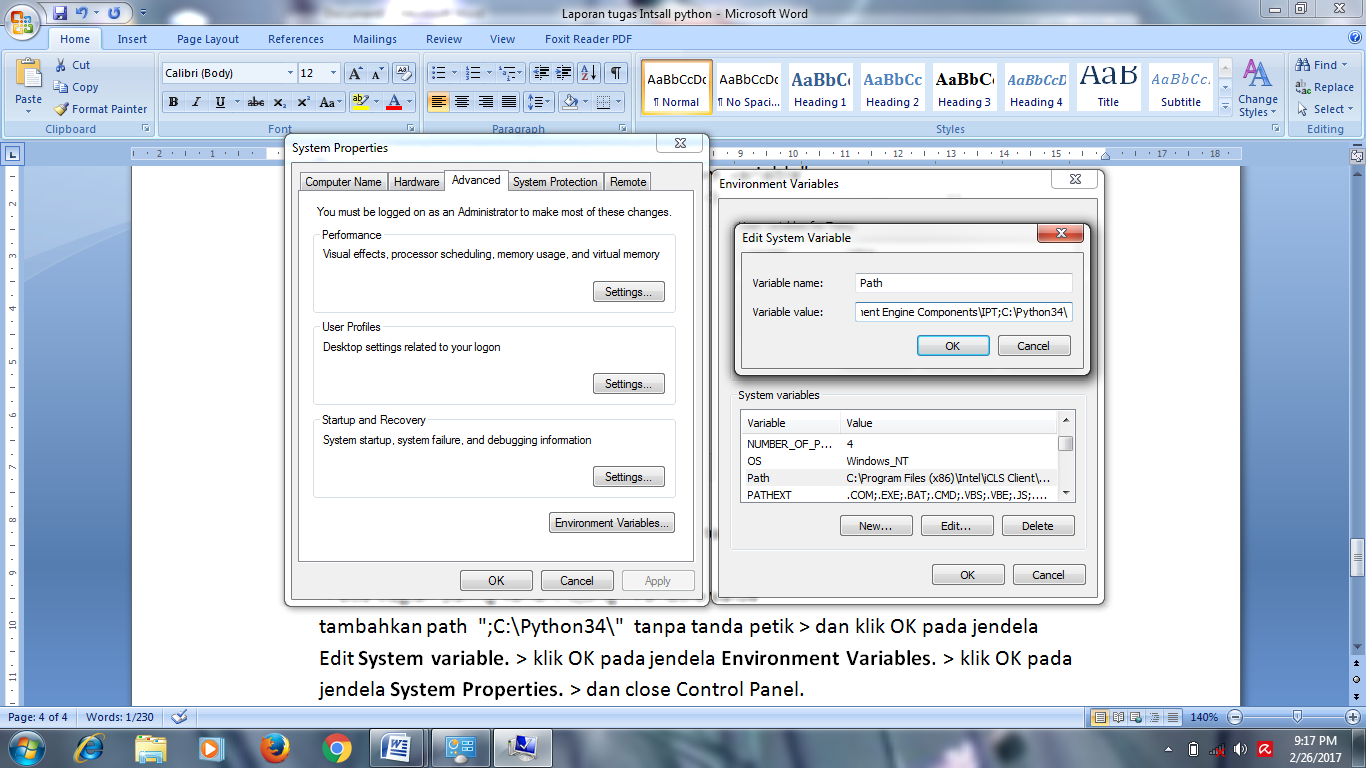 Laporan tugas Intsall python - Microsoft Word
Home Insert Page Layout References Mailings Review View Foxit Reader PDF
Paste
Cut
Copy
Format Painter
Clipboard
Calibri (Body) 12
B I U abc x₂ x² Aa
Font
Paragraph
AaBbCcDc AaBbCcDc AaBbC AaBbCc AaBbC AaBbCcD AaB AaBbCc.
¶ Normal ¶ No Spaci... Heading 1 Heading 2 Heading 3 Heading 4 Title Subtitle
Change Styles
Styles
Find
Replace
Select
Editing
System Properties
Computer Name Hardware Advanced System Protection Remote
You must be logged on as an Administrator to make most of these changes.
Performance
Visual effects, processor scheduling, memory usage, and virtual memory
Settings...
User Profiles
Desktop settings related to your logon
Settings...
Startup and Recovery
System startup, system failure, and debugging information
Settings...
Environment Variables...
OK Cancel Apply
Environment Variables
Edit System Variable
Variable name: Path
Variable value: nent Engine Components\IPT;C:\Python34\
OK Cancel
System variables
Variable Value
NUMBER_OF_P... 4
OS Windows_NT
Path C:\Program Files (x86)\Intel\iCLS Client\...
PATHEXT .COM;.EXE;.BAT;.CMD;.VBS;.VBE;.JS;....
New... Edit... Delete
OK Cancel
tambahkan path ";C:\Python34\" tanpa tanda petik > dan klik OK pada jendela
Edit System variable. > klik OK pada jendela Environment Variables. > klik OK pada
jendela System Properties. > dan close Control Panel.
Page: 4 of 4 Words: 1/230 140%
9:17 PM
2/26/2017